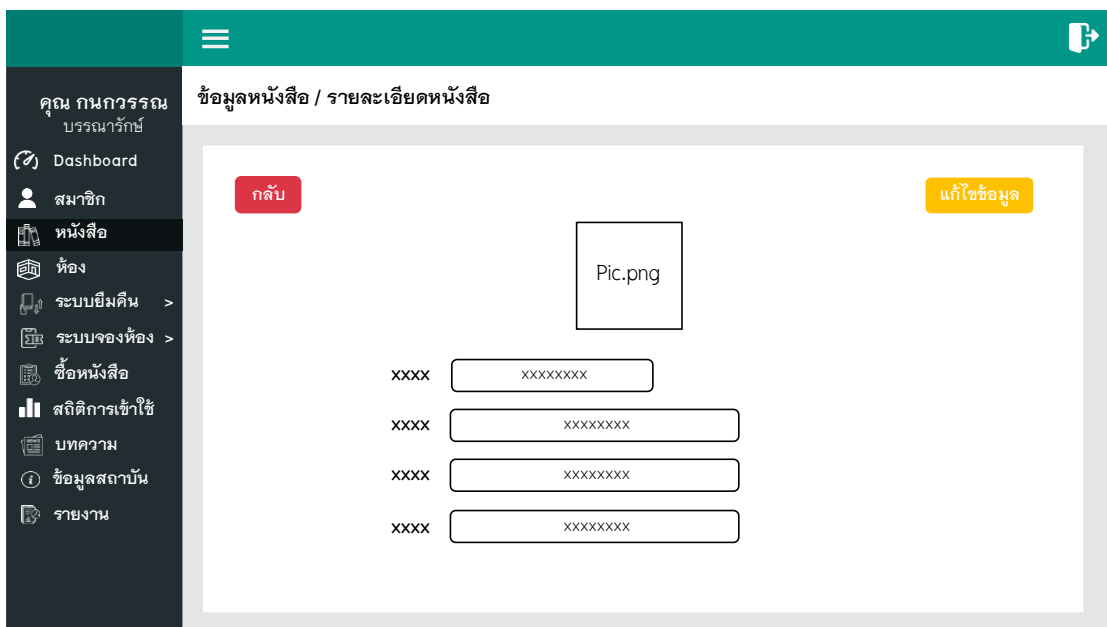 คุณ กนกวรรณ
บรรณารักษ์
Dashboard
สมาชิก
หนังสือ
ห้อง
ระบบยืมคืน >
ระบบจองห้อง >
ซื้อหนังสือ
สถิติการเข้าใช้
บทความ
ข้อมูลสถาบัน
รายงาน
ข้อมูลหนังสือ / รายละเอียดหนังสือ
กลับ
แก้ไขข้อมูล
Pic.png
xxxx xxxxxxxx
xxxx xxxxxxxx
xxxx xxxxxxxx
xxxx xxxxxxxx